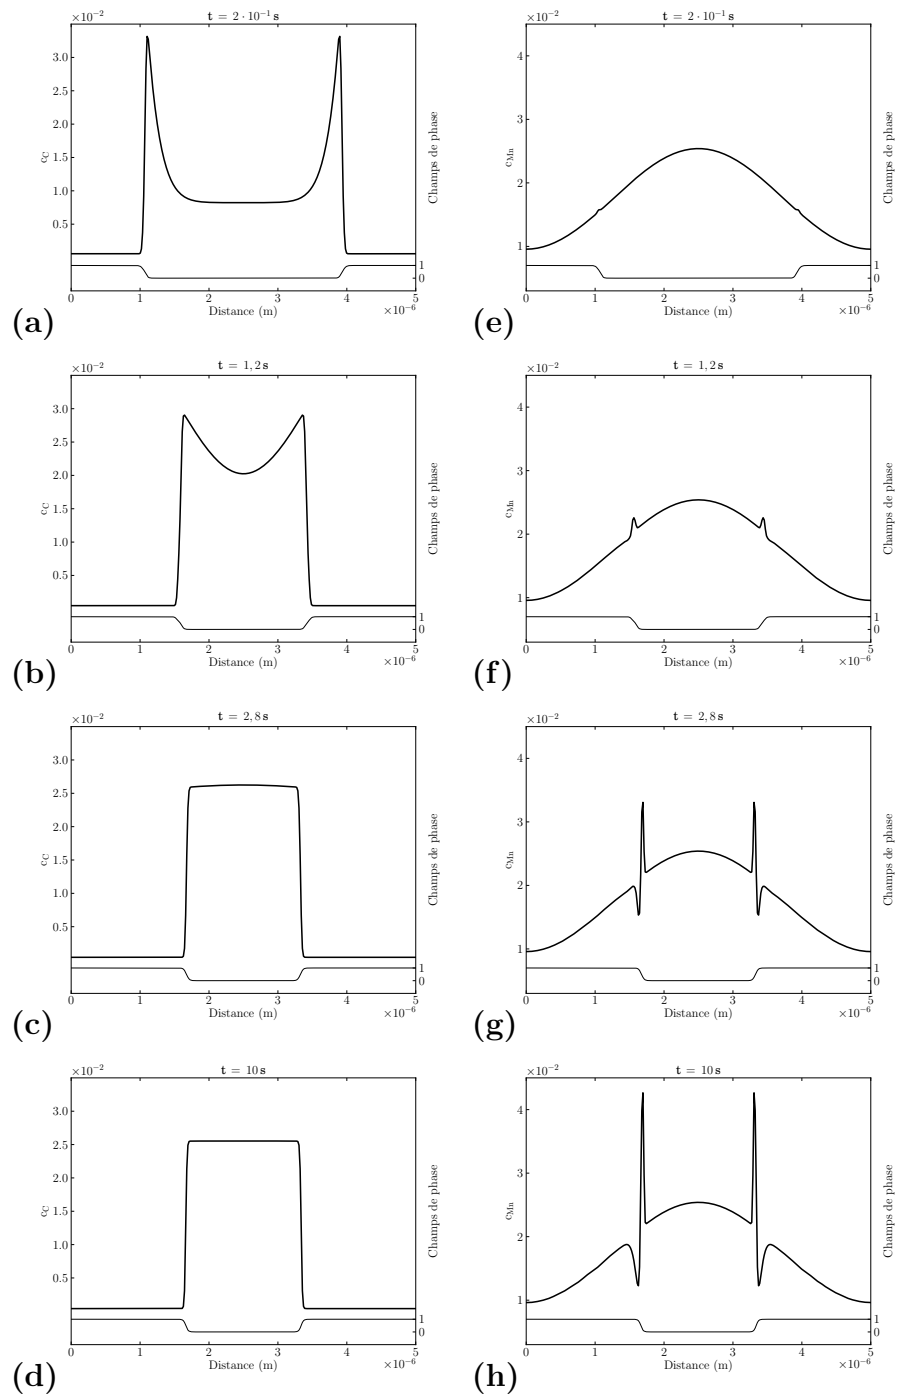 t = 2 · 10⁻¹ s
×10⁻²
3.0
2.5
2.0
1.5
1.0
0.5
c_C
Champs de phase
1
0
0 1 2 3 4 5
Distance (m)
×10⁻⁶
(a)
t = 2 · 10⁻¹ s
×10⁻²
4
3
2
1
c_Mn
Champs de phase
1
0
0 1 2 3 4 5
Distance (m)
×10⁻⁶
(e)
t = 1, 2 s
×10⁻²
3.0
2.5
2.0
1.5
1.0
0.5
c_C
Champs de phase
1
0
0 1 2 3 4 5
Distance (m)
×10⁻⁶
(b)
t = 1, 2 s
×10⁻²
4
3
2
1
c_Mn
Champs de phase
1
0
0 1 2 3 4 5
Distance (m)
×10⁻⁶
(f)
t = 2, 8 s
×10⁻²
3.0
2.5
2.0
1.5
1.0
0.5
c_C
Champs de phase
1
0
0 1 2 3 4 5
Distance (m)
×10⁻⁶
(c)
t = 2, 8 s
×10⁻²
4
3
2
1
c_Mn
Champs de phase
1
0
0 1 2 3 4 5
Distance (m)
×10⁻⁶
(g)
t = 10 s
×10⁻²
3.0
2.5
2.0
1.5
1.0
0.5
c_C
Champs de phase
1
0
0 1 2 3 4 5
Distance (m)
×10⁻⁶
(d)
t = 10 s
×10⁻²
4
3
2
1
c_Mn
Champs de phase
1
0
0 1 2 3 4 5
Distance (m)
×10⁻⁶
(h)